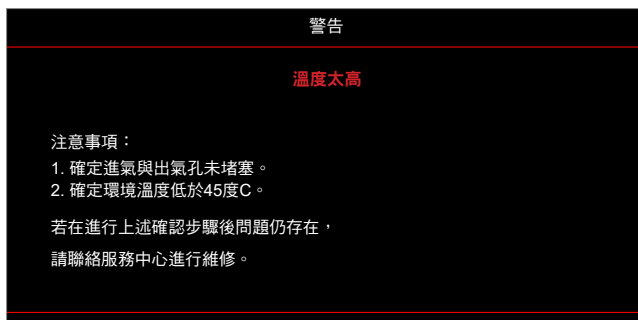 警告
溫度太高
注意事項：
1. 確定進氣與出氣孔未堵塞。
2. 確定環境溫度低於45度C。
若在進行上述確認步驟後問題仍存在，
請聯絡服務中心進行維修。